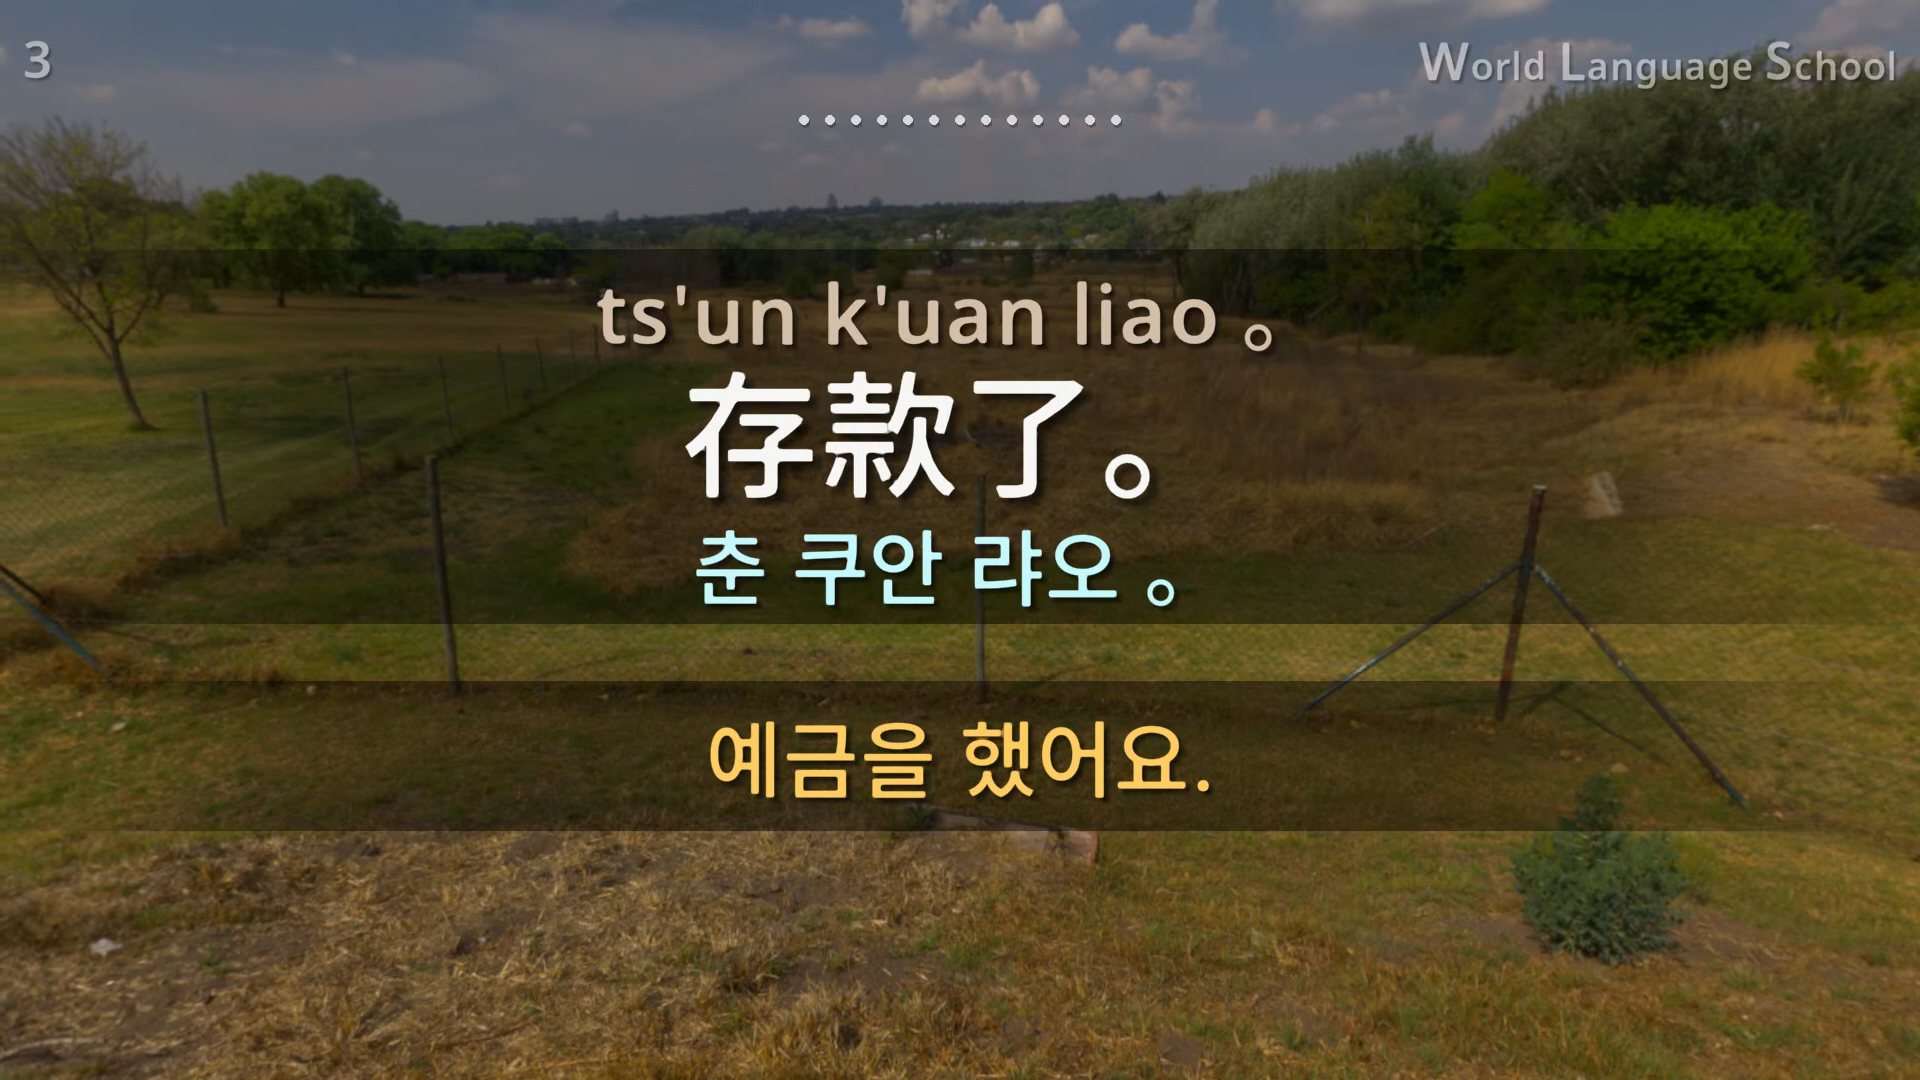 3
World Language School
ts'un k'uan liao 。
存款了。
춘 쿠안 랴오 。
예금을 했어요.